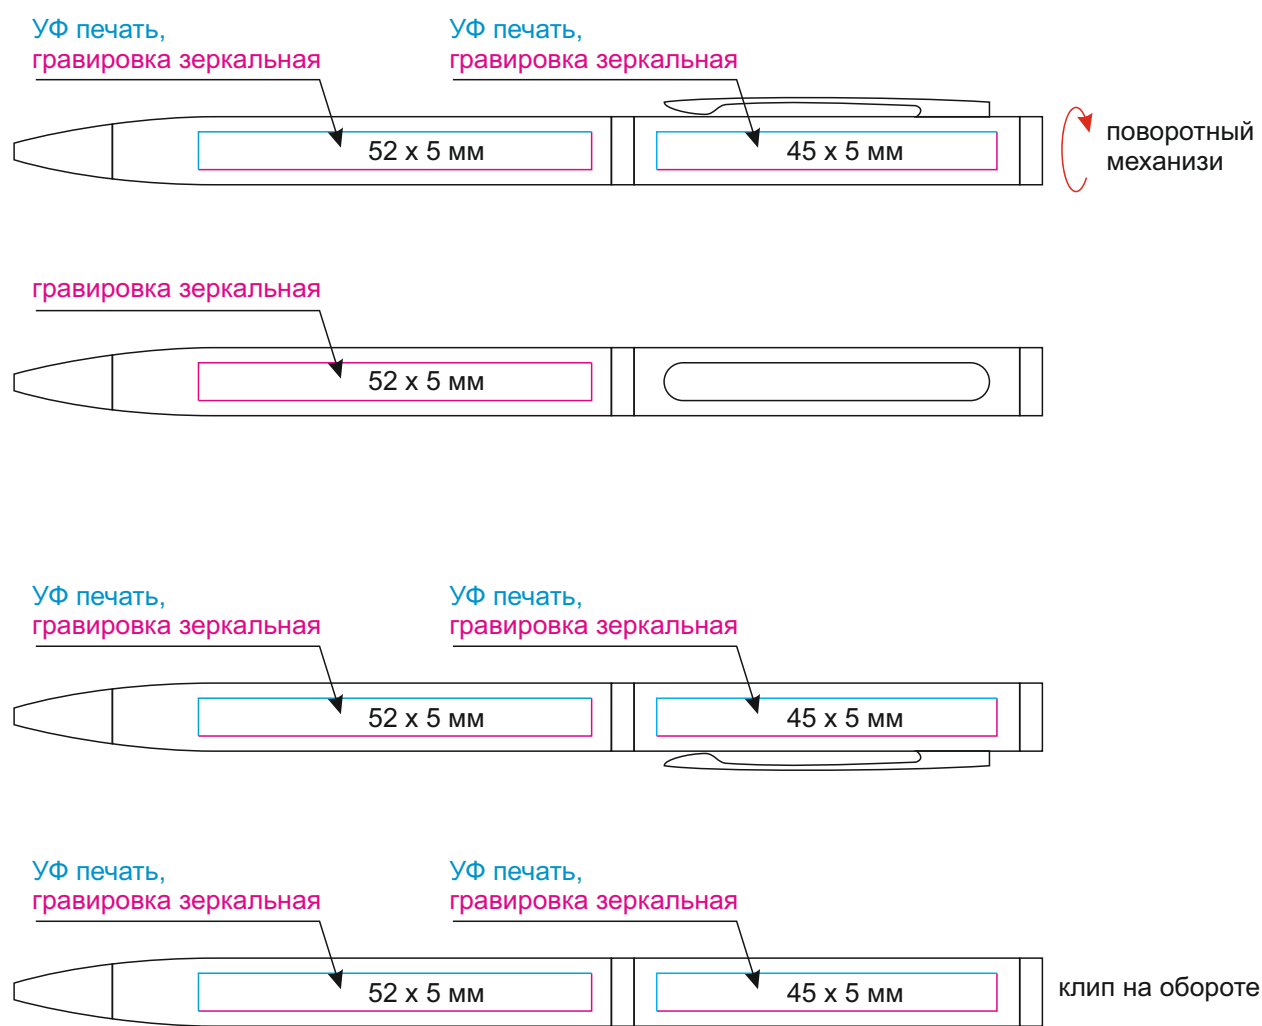 УФ печать,
гравировка зеркальная
УФ печать,
гравировка зеркальная
52 x 5 мм
45 x 5 мм
поворотный
механизи
гравировка зеркальная
52 x 5 мм
УФ печать,
гравировка зеркальная
УФ печать,
гравировка зеркальная
52 x 5 мм
45 x 5 мм
УФ печать,
гравировка зеркальная
УФ печать,
гравировка зеркальная
52 x 5 мм
45 x 5 мм
клип на обороте